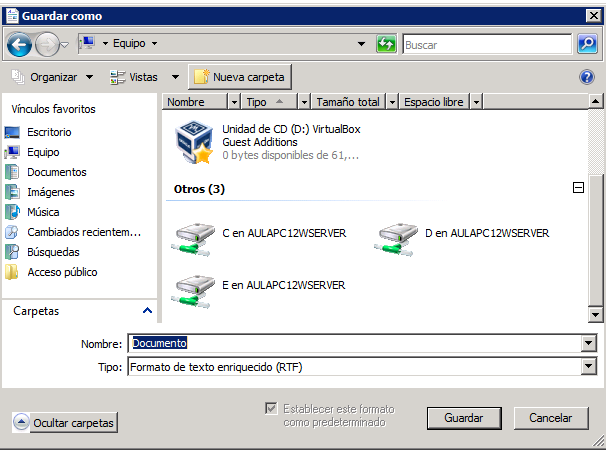 Guardar como
Equipo
Buscar
Organizar
Vistas
Nueva carpeta
Vínculos favoritos
Escritorio
Equipo
Documentos
Imágenes
Música
Cambiados recientem...
Búsquedas
Acceso público
Carpetas
Nombre Tipo Tamaño total Espacio libre
Unidad de CD (D:) VirtualBox
Guest Additions
0 bytes disponibles de 61,...
Otros (3)
C en AULAPC12WSERVER
D en AULAPC12WSERVER
E en AULAPC12WSERVER
Nombre: Documento
Tipo: Formato de texto enriquecido (RTF)
Ocultar carpetas
Establecer este formato
como predeterminado
Guardar
Cancelar